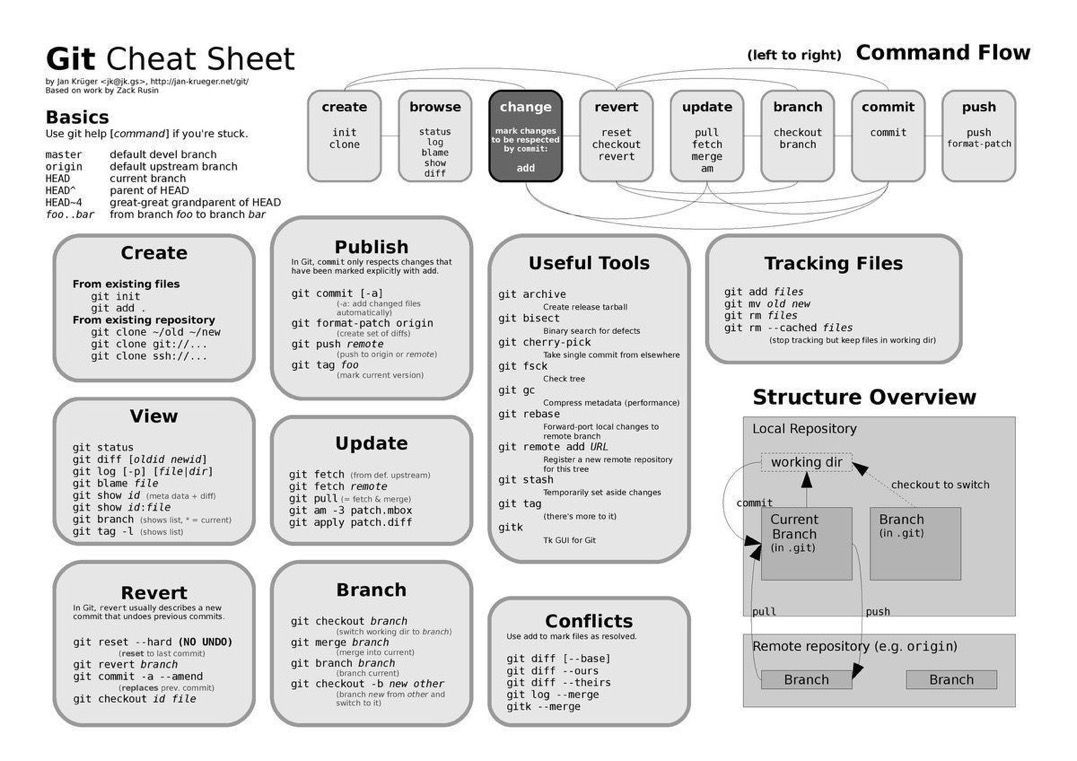 Git Cheat Sheet
by Jan Krüger <jk@jk.gs>, http://jan-krueger.net/git/
Based on work by Zack Rusin
Basics
Use git help [command] if you're stuck.
master default devel branch
origin default upstream branch
HEAD current branch
HEAD^ parent of HEAD
HEAD~4 great-great grandparent of HEAD
foo..bar from branch foo to branch bar
(left to right) Command Flow
create
init
clone
browse
status
log
blame
show
diff
change
mark changes
to be respected
by commit:
add
revert
reset
checkout
revert
update
pull
fetch
merge
am
branch
checkout
branch
commit
commit
push
push
format-patch
Create
From existing files
git init
git add .
From existing repository
git clone ~/old ~/new
git clone git://...
git clone ssh://...
View
git status
git diff [oldid newid]
git log [-p] [file|dir]
git blame file
git show id (meta data + diff)
git show id:file
git branch (shows list, * = current)
git tag -l (shows list)
Revert
In Git, revert usually describes a new
commit that undoes previous commits.
git reset --hard (NO UNDO)
(reset to last commit)
git revert branch
git commit -a --amend
(replaces prev. commit)
git checkout id file
Publish
In Git, commit only respects changes that
have been marked explicitly with add.
git commit [-a]
(-a: add changed files
automatically)
git format-patch origin
(create set of diffs)
git push remote
(push to origin or remote)
git tag foo
(mark current version)
Update
git fetch (from def. upstream)
git fetch remote
git pull (= fetch & merge)
git am -3 patch.mbox
git apply patch.diff
Branch
git checkout branch
(switch working dir to branch)
git merge branch
(merge into current)
git branch branch
(branch current)
git checkout -b new other
(branch new from other and
switch to it)
Useful Tools
git archive
Create release tarball
git bisect
Binary search for defects
git cherry-pick
Take single commit from elsewhere
git fsck
Check tree
git gc
Compress metadata (performance)
git rebase
Forward-port local changes to
remote branch
git remote add URL
Register a new remote repository
for this tree
git stash
Temporarily set aside changes
git tag
(there's more to it)
gitk
Tk GUI for Git
Conflicts
Use add to mark files as resolved.
git diff [--base]
git diff --ours
git diff --theirs
git log --merge
gitk --merge
Tracking Files
git add files
git mv old new
git rm files
git rm --cached files
(stop tracking but keep files in working dir)
Structure Overview
Local Repository
working dir
checkout to switch
commit
Current
Branch
(in .git)
Branch
(in .git)
pull
push
Remote repository (e.g. origin)
Branch
Branch